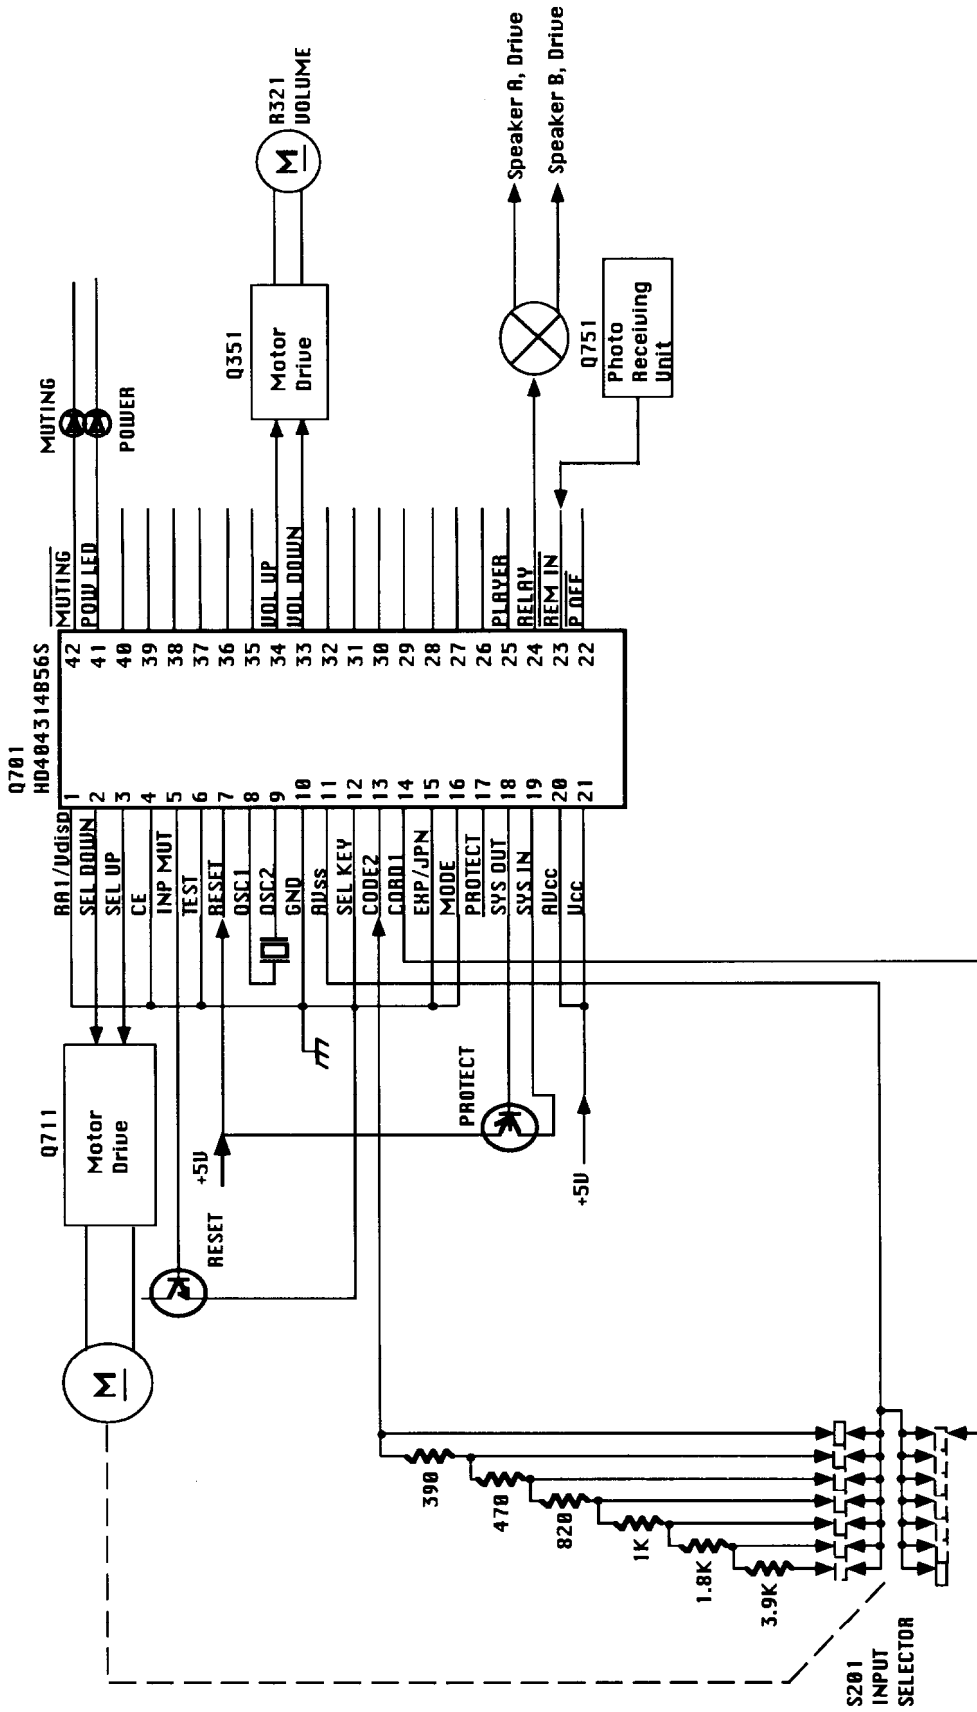 Q701
HD404314B56S
Q711
Motor
Drive
M
RA1/Vdisp
SEL DOWN
SEL UP
CE
INP MUT
TEST
RESET
OSC1
OSC2
GND
AVss
SEL KEY
CODE2
CORD1
EXP/JPN
MODE
PROTECT
SYS OUT
SYS IN
AVcc
Vcc
1
2
3
4
5
6
7
8
9
10
11
12
13
14
15
16
17
18
19
20
21
42
41
40
39
38
37
36
35
34
33
32
31
30
29
28
27
26
25
24
23
22
MUTING
POW LED
VOL UP
VOL DOWN
PLAYER
RELAY
REM IN
P OFF
MUTING
POWER
Q351
Motor
Drive
M
R321
VOLUME
Speaker A, Drive
Speaker B, Drive
Q751
Photo
Receiving
Unit
RESET
+5V
PROTECT
+5V
390
470
820
1K
1.8K
3.9K
S201
INPUT
SELECTOR